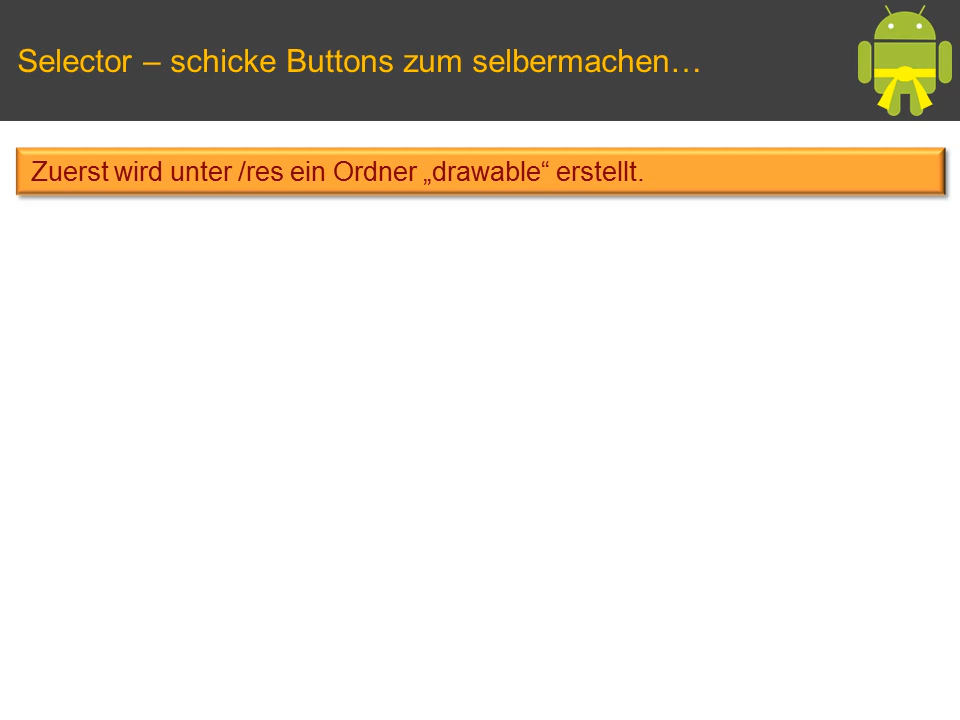 Selector – schicke Buttons zum selbermachen…
Zuerst wird unter /res ein Ordner „drawable“ erstellt.